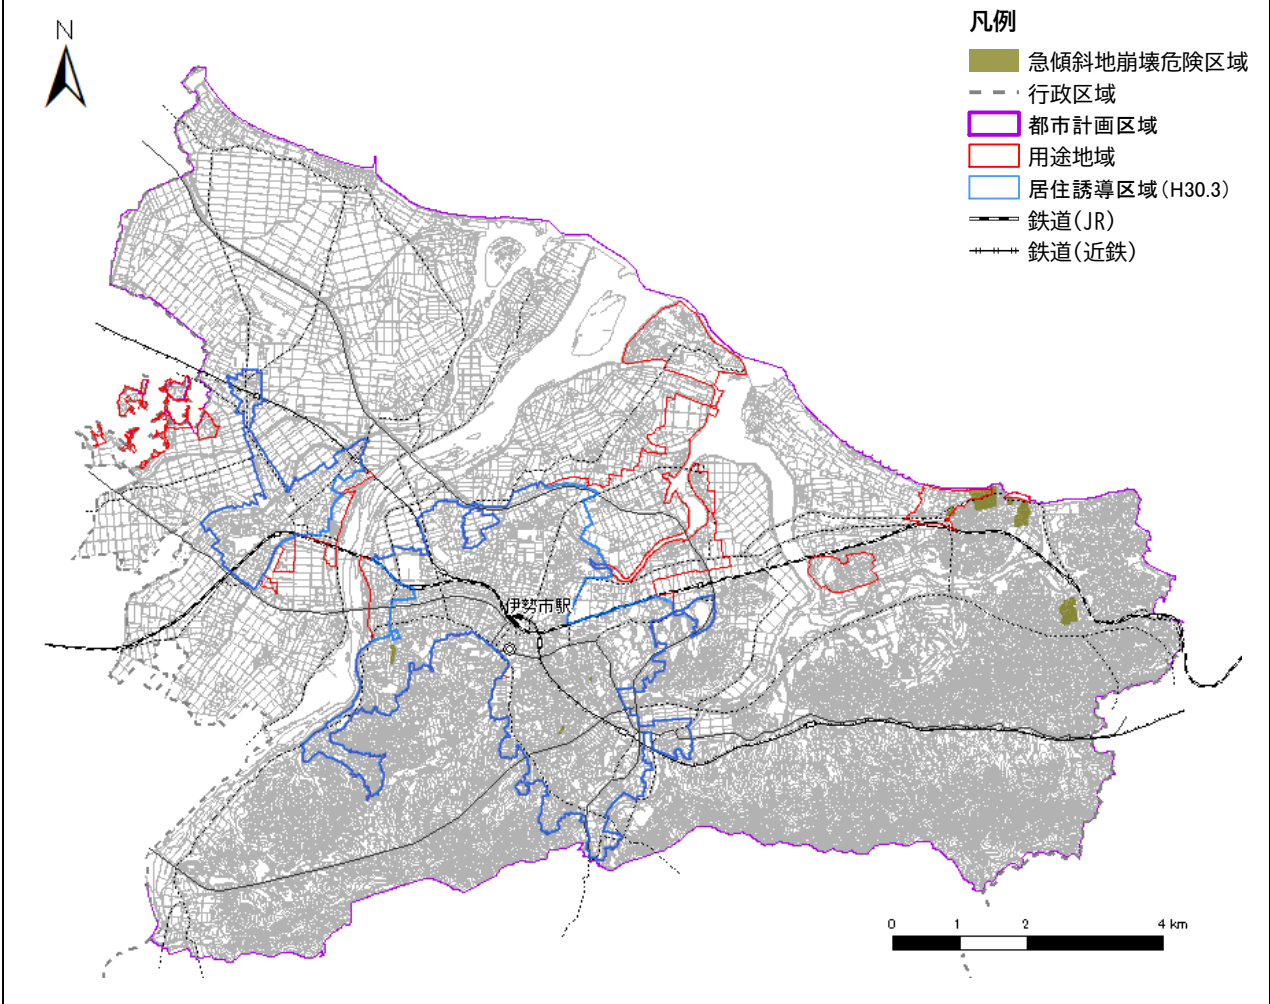 N
凡例
急傾斜地崩壊危険区域
行政区域
都市計画区域
用途地域
居住誘導区域(H30.3)
鉄道(JR)
鉄道(近鉄)
伊勢市駅
0 1 2 4 km